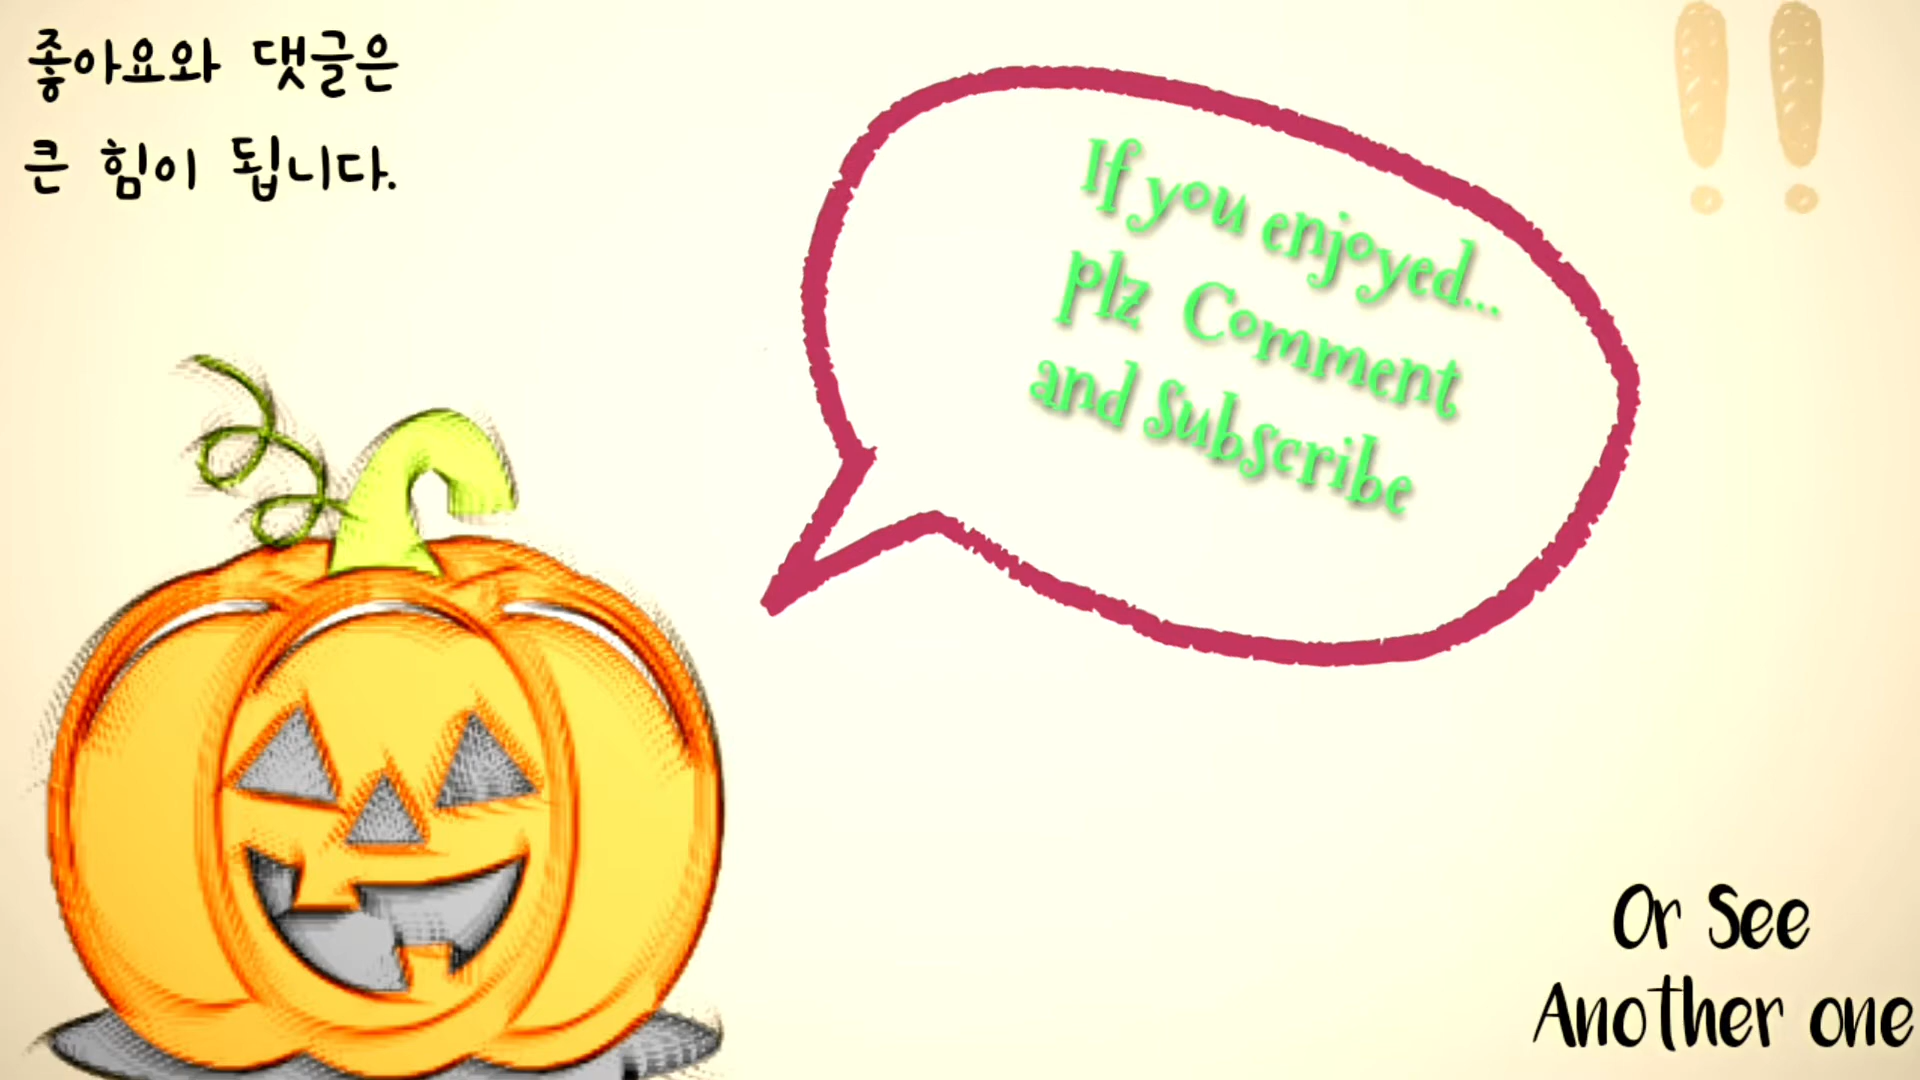 좋아요와 댓글은
큰 힘이 됩니다.
If you enjoyed...
plz Comment
and Subscribe
Or See
Another one